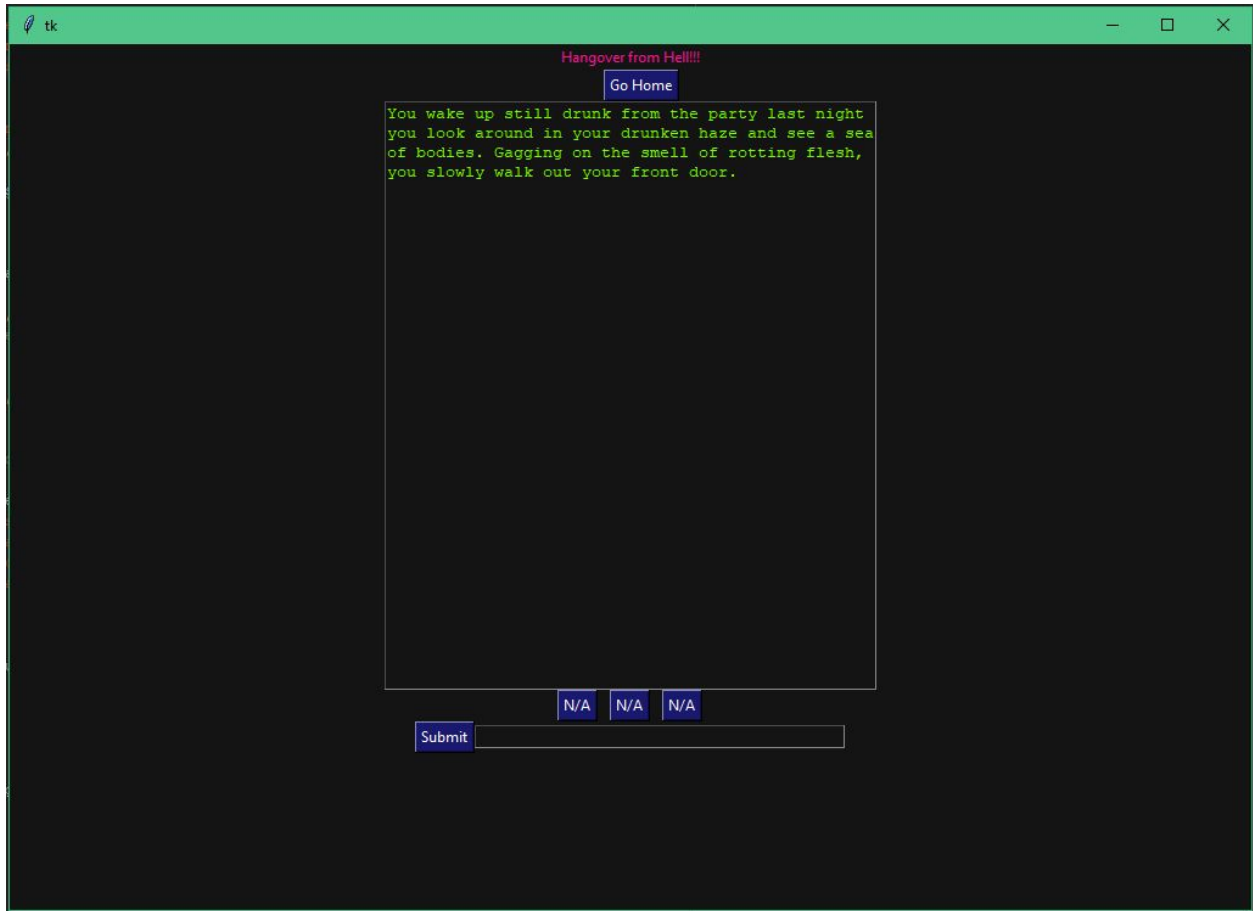 tk
Hangover from Hell!!!
Go Home
You wake up still drunk from the party last night
you look around in your drunken haze and see a sea
of bodies. Gagging on the smell of rotting flesh,
you slowly walk out your front door.
N/A N/A N/A
Submit